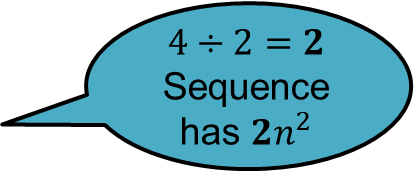 4 ÷ 2 = 2
Sequence
has 2n²